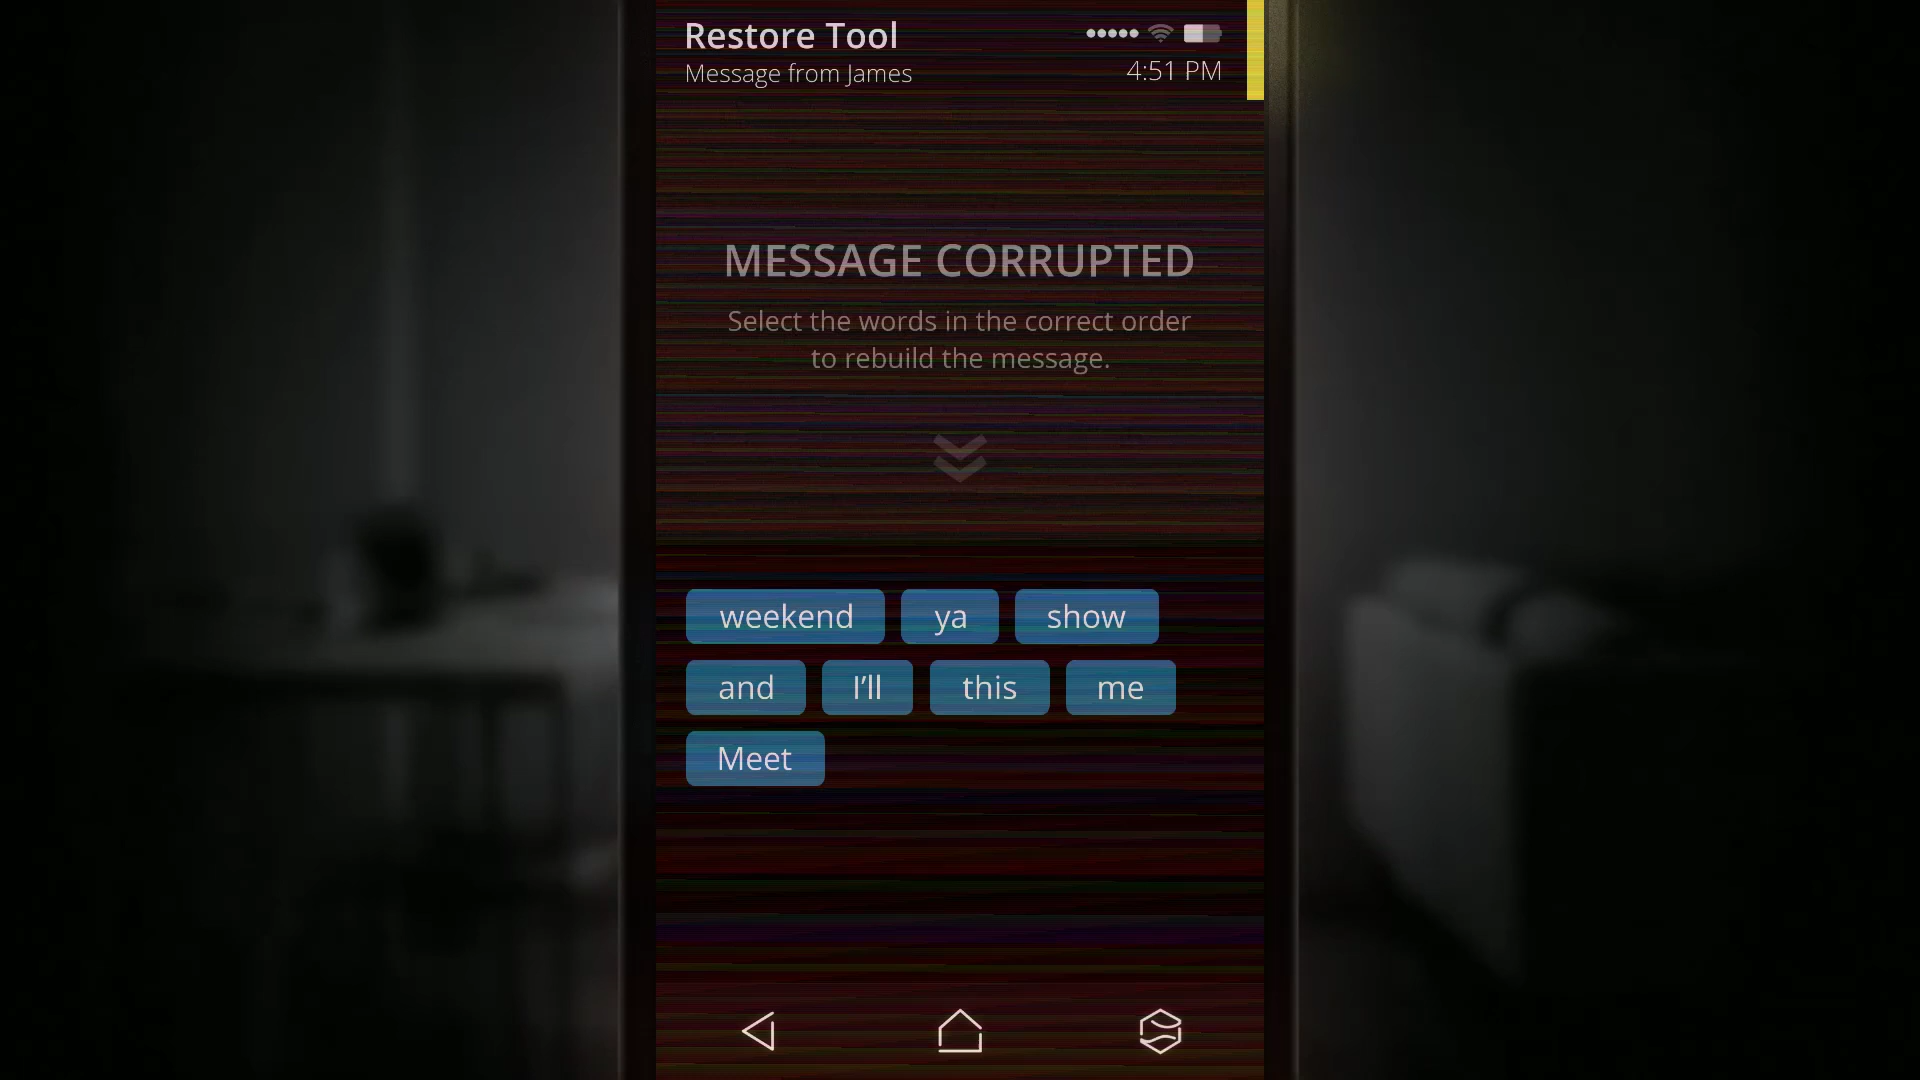 Restore Tool
Message from James
4:51 PM
MESSAGE CORRUPTED
Select the words in the correct order
to rebuild the message.
weekend ya show
and I’ll this me
Meet